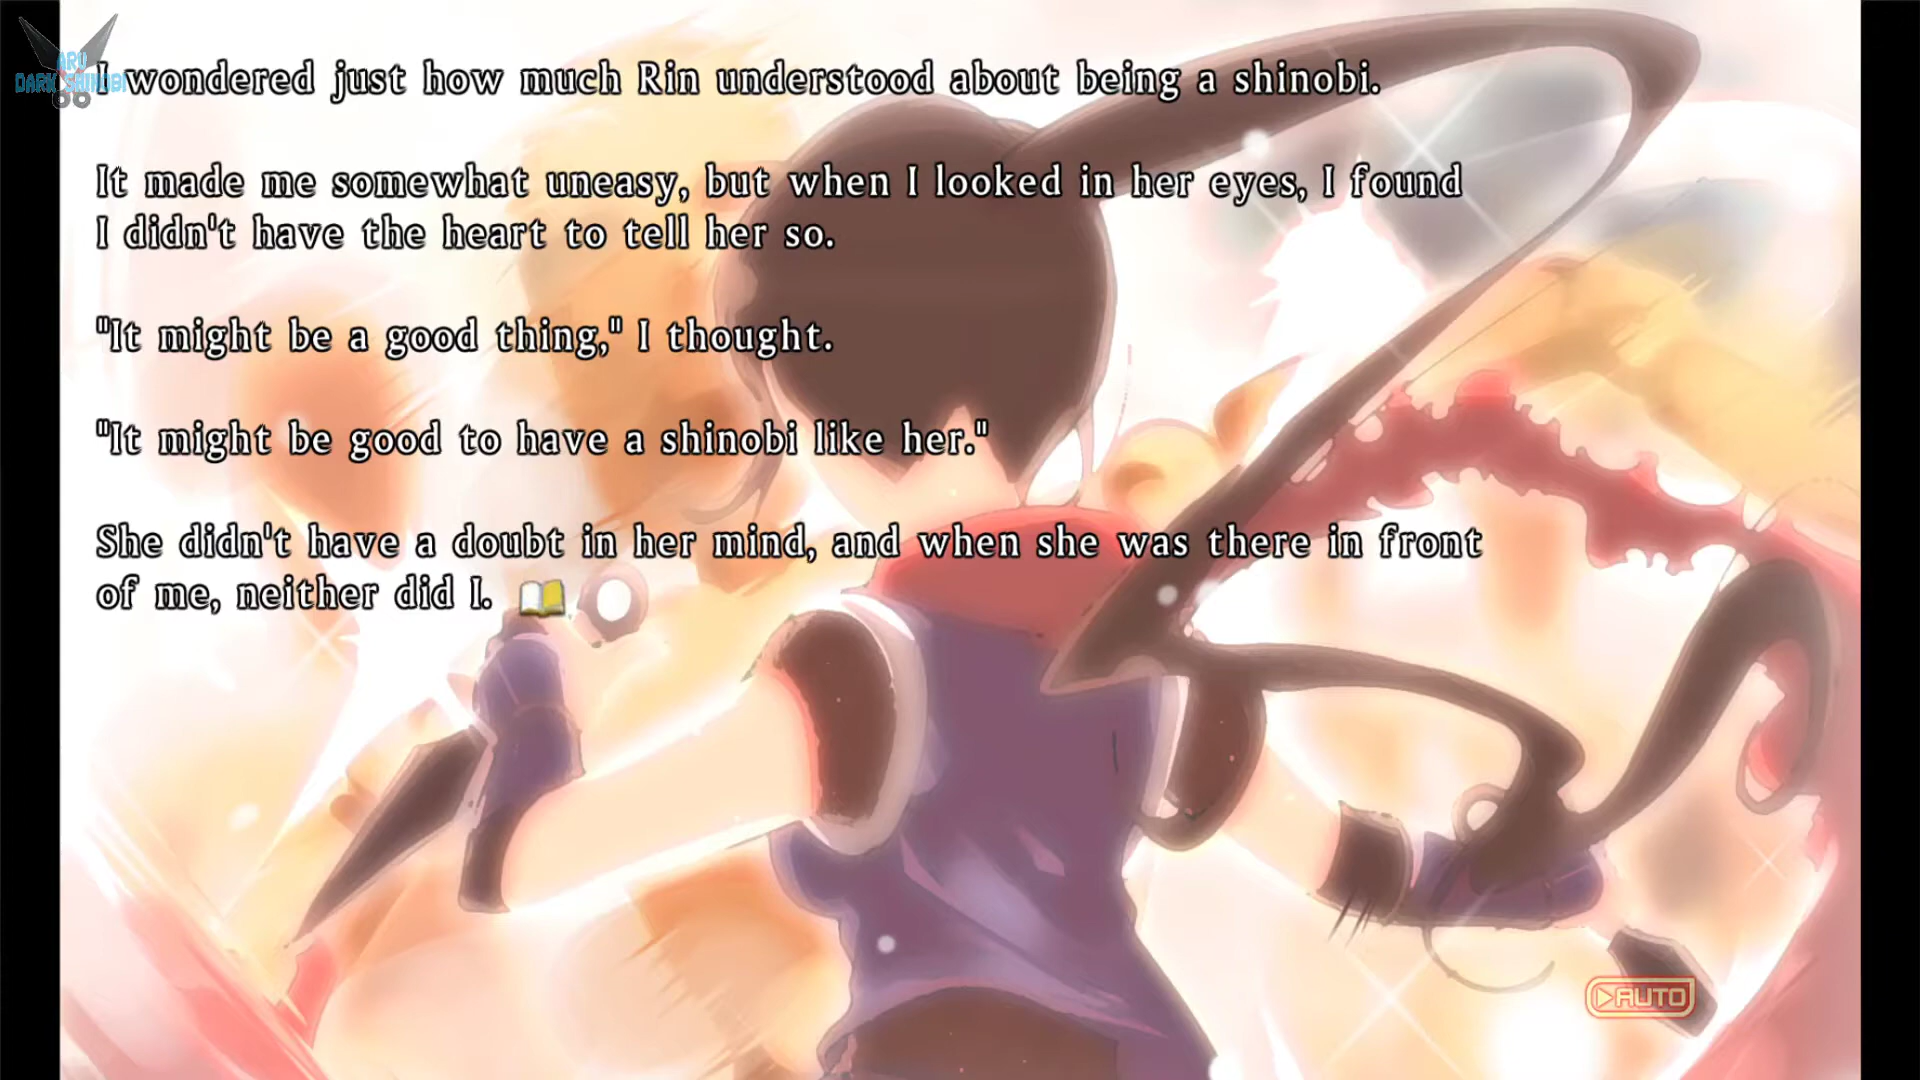 ARU
DARK SHINOBI
I wondered just how much Rin understood about being a shinobi.
It made me somewhat uneasy, but when I looked in her eyes, I found
I didn't have the heart to tell her so.
"It might be a good thing," I thought.
"It might be good to have a shinobi like her."
She didn't have a doubt in her mind, and when she was there in front
of me, neither did I.
AUTO